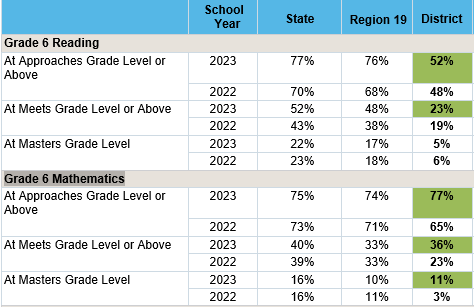 School Year State Region 19 District
Grade 6 Reading
At Approaches Grade Level or Above 2023 77% 76% 52%
2022 70% 68% 48%
At Meets Grade Level or Above 2023 52% 48% 23%
2022 43% 38% 19%
At Masters Grade Level 2023 22% 17% 5%
2022 23% 18% 6%
Grade 6 Mathematics
At Approaches Grade Level or Above 2023 75% 74% 77%
2022 73% 71% 65%
At Meets Grade Level or Above 2023 40% 33% 36%
2022 39% 33% 23%
At Masters Grade Level 2023 16% 10% 11%
2022 16% 11% 3%